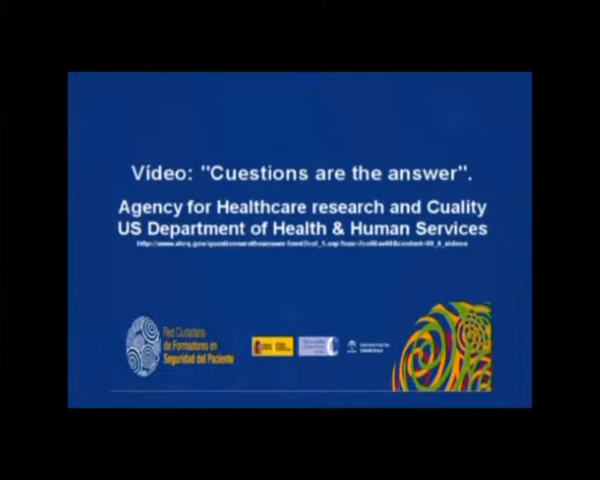 Vídeo: "Cuestions are the answer".
Agency for Healthcare research and Cuality
US Department of Health & Human Services
Red Ciudadana
de Formadores en
Seguridad del Paciente